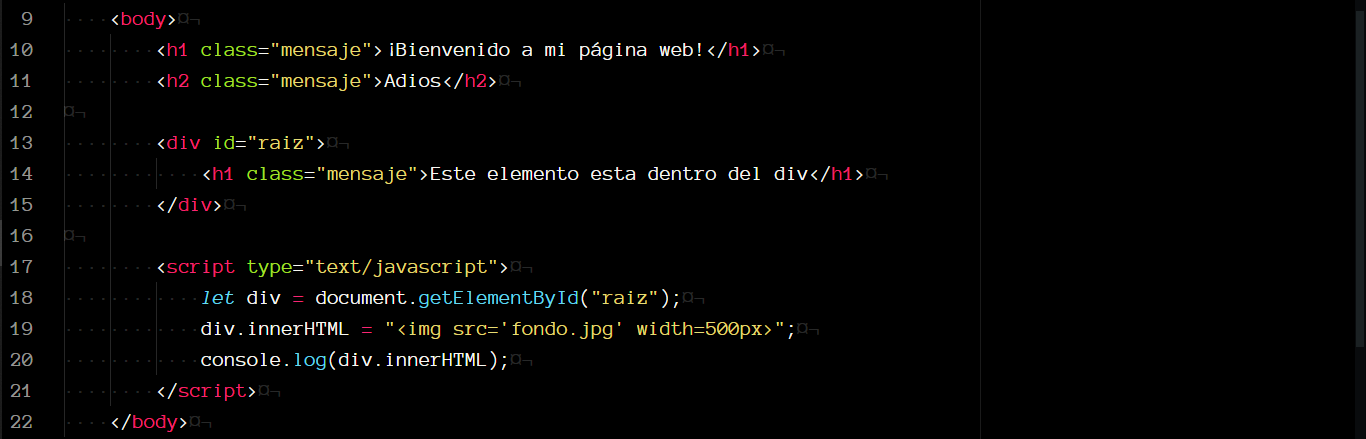 9 <body>
10 <h1 class="mensaje">¡Bienvenido a mi página web!</h1>
11 <h2 class="mensaje">Adios</h2>
12
13 <div id="raiz">
14 <h1 class="mensaje">Este elemento esta dentro del div</h1>
15 </div>
16
17 <script type="text/javascript">
18 let div = document.getElementById("raiz");
19 div.innerHTML = "<img src='fondo.jpg' width=500px>";
20 console.log(div.innerHTML);
21 </script>
22 </body>